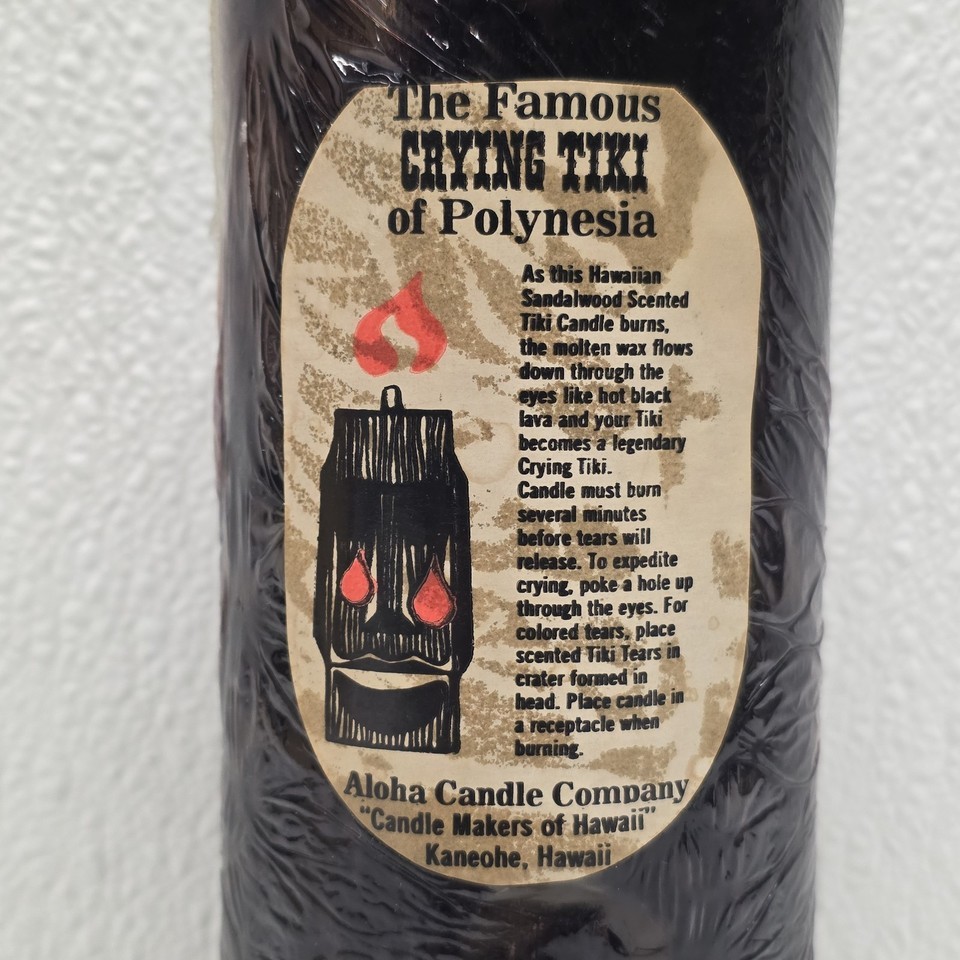 The Famous
CRYING TIKI
of Polynesia
As this Hawaiian
Sandalwood Scented
Tiki Candle burns,
the molten wax flows
down through the
eyes like hot black
lava and your Tiki
becomes a legendary
Crying Tiki.
Candle must burn
several minutes
before tears will
release. To expedite
crying, poke a hole up
through the eyes. For
colored tears, place
scented Tiki Tears in
crater formed in
head. Place candle in
a receptacle when
burning.
Aloha Candle Company
"Candle Makers of Hawaii"
Kaneohe, Hawaii